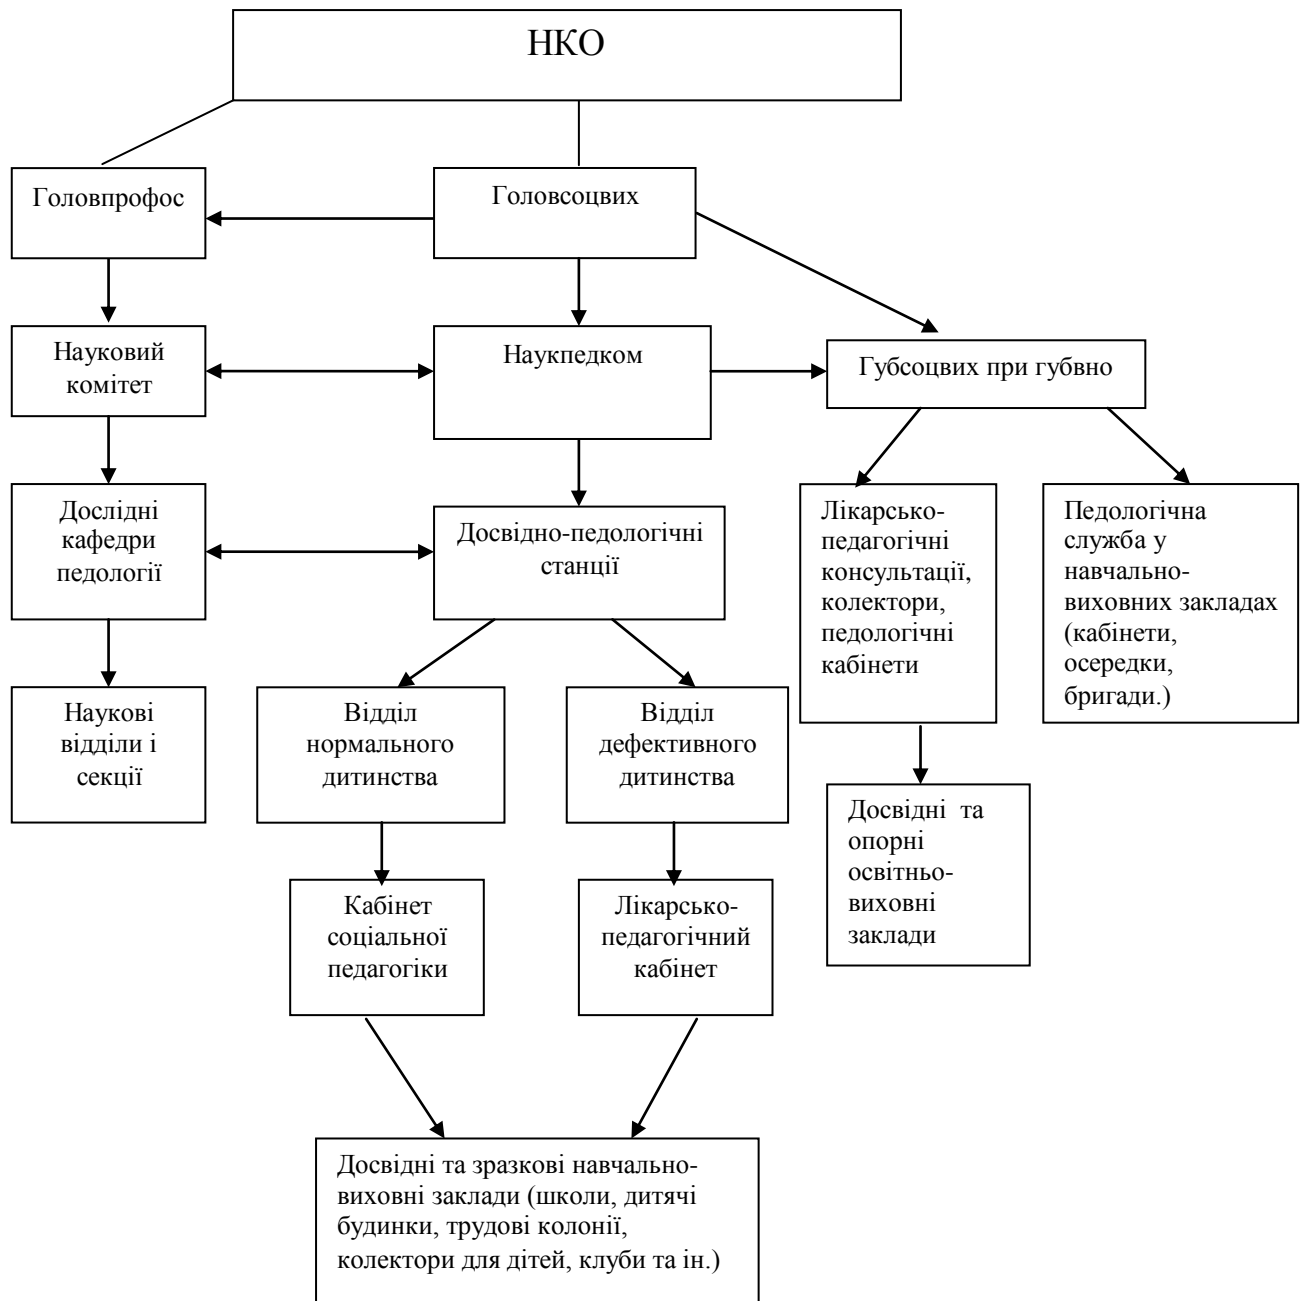 НКО
Головпрофос
Головсоцвих
Науковий
комітет
Наукпедком
Губсоцвих при губвно
Дослідні
кафедри
педології
Досвідно-педологічні
станції
Лікарсько-
педагогічні
консультації,
колектори,
педологічні
кабінети
Педологічна
служба у
навчально-
виховних закладах
(кабінети,
осередки,
бригади.)
Наукові
відділи і
секції
Відділ
нормального
дитинства
Відділ
дефективного
дитинства
Досвідні та
опорні
освітньо-
виховні
заклади
Кабінет
соціальної
педагогіки
Лікарсько-
педагогічний
кабінет
Досвідні та зразкові навчально-
виховні заклади (школи, дитячі
будинки, трудові колонії,
колектори для дітей, клуби та ін.)